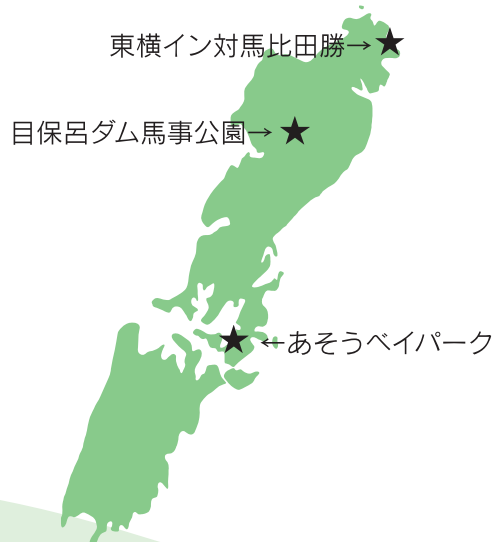 東横イン対馬比田勝→
目保呂ダム馬事公園→
←あそうベイパーク